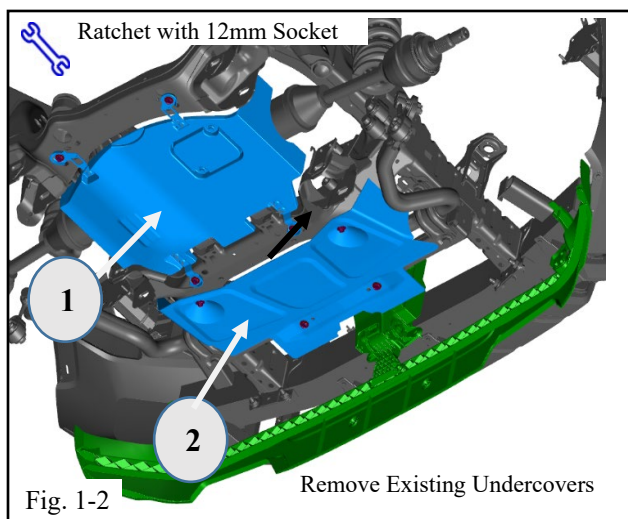 Ratchet with 12mm Socket
1
2
Remove Existing Undercovers
Fig. 1-2